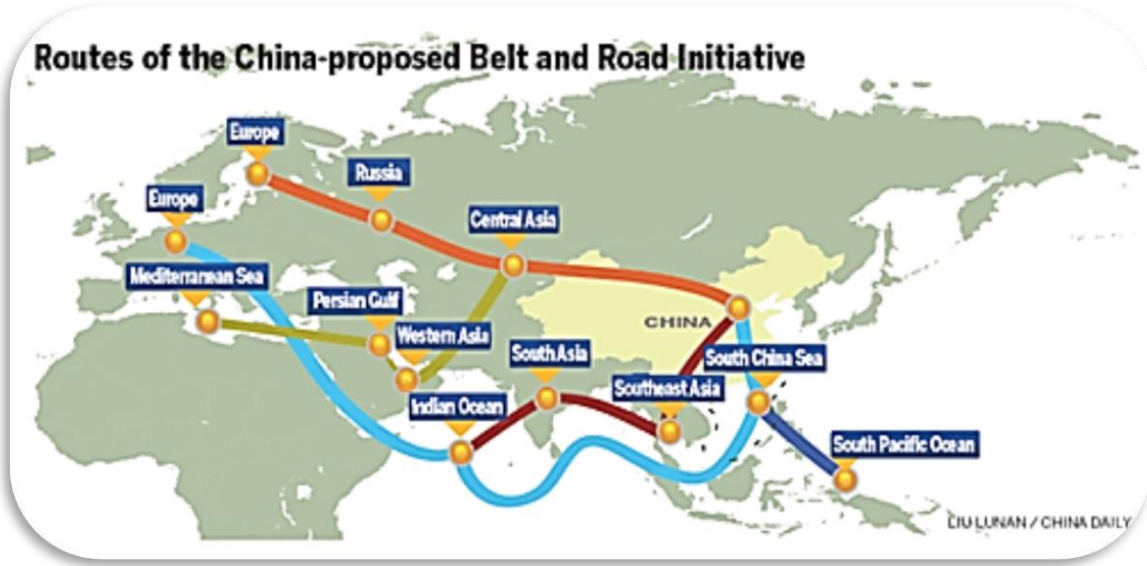 Routes of the China-proposed Belt and Road Initiative
Europe
Russia
Europe
Central Asia
Mediterranean Sea
Persian Gulf
Western Asia
CHINA
South Asia
South China Sea
Southeast Asia
Indian Ocean
South Pacific Ocean
LIU LUNAN / CHINA DAILY